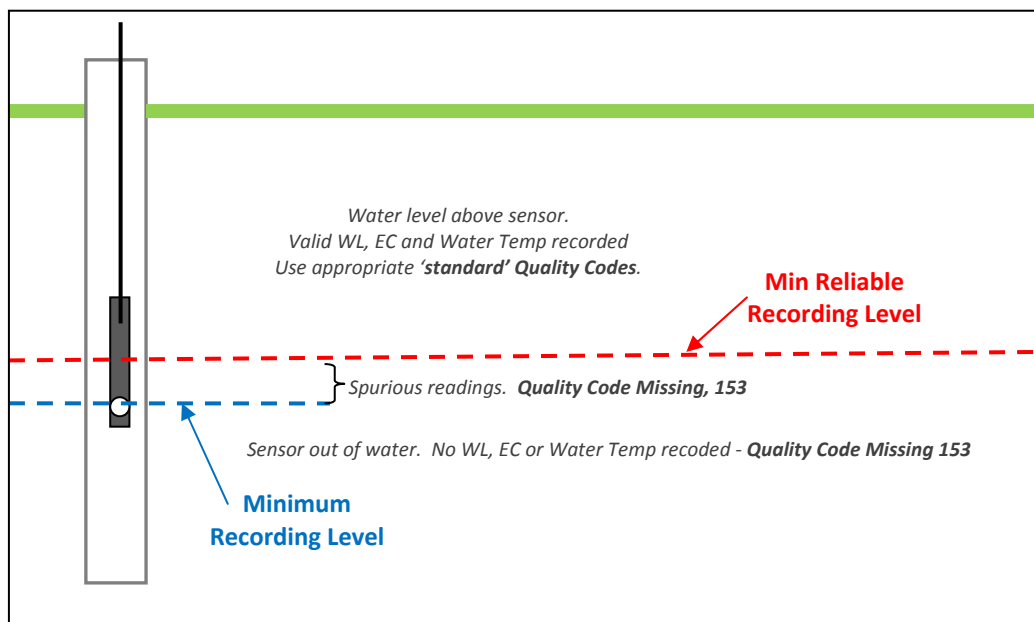 Water level above sensor.
Valid WL, EC and Water Temp recorded
Use appropriate ‘standard’ Quality Codes.
Min Reliable
Recording Level
Spurious readings. Quality Code Missing, 153
Sensor out of water. No WL, EC or Water Temp recoded - Quality Code Missing 153
Minimum
Recording Level